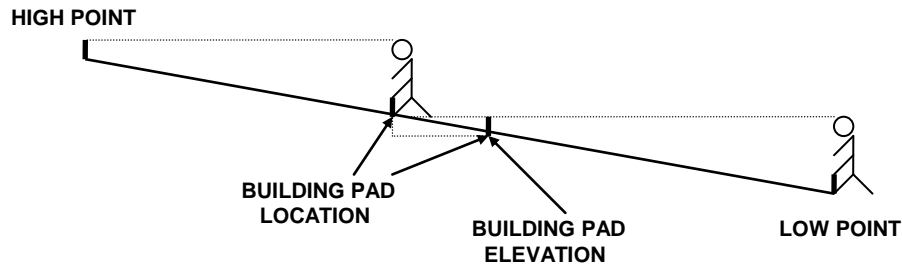 HIGH POINT
BUILDING PAD
LOCATION
BUILDING PAD
ELEVATION
LOW POINT